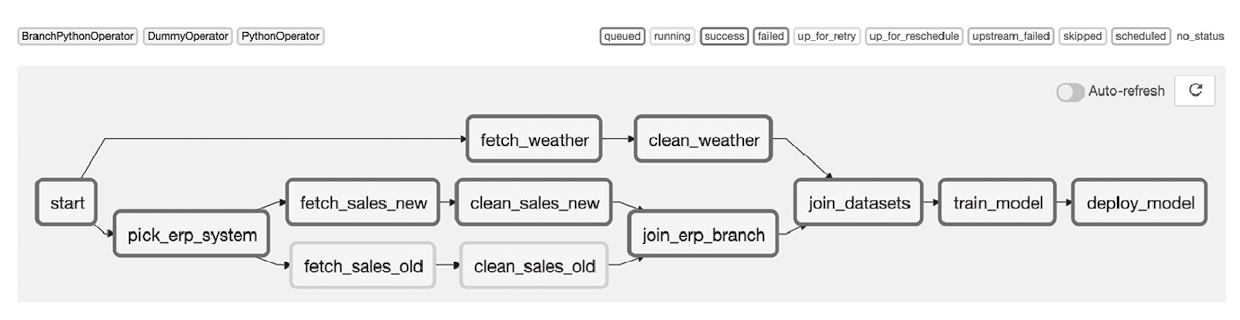 BranchPythonOperator DummyOperator PythonOperator queued running success failed up_for_retry up_for_reschedule upstream_failed skipped scheduled no_status
Auto-refresh
fetch_weather clean_weather
start fetch_sales_new clean_sales_new join_datasets train_model deploy_model
pick_erp_system join_erp_branch
fetch_sales_old clean_sales_old